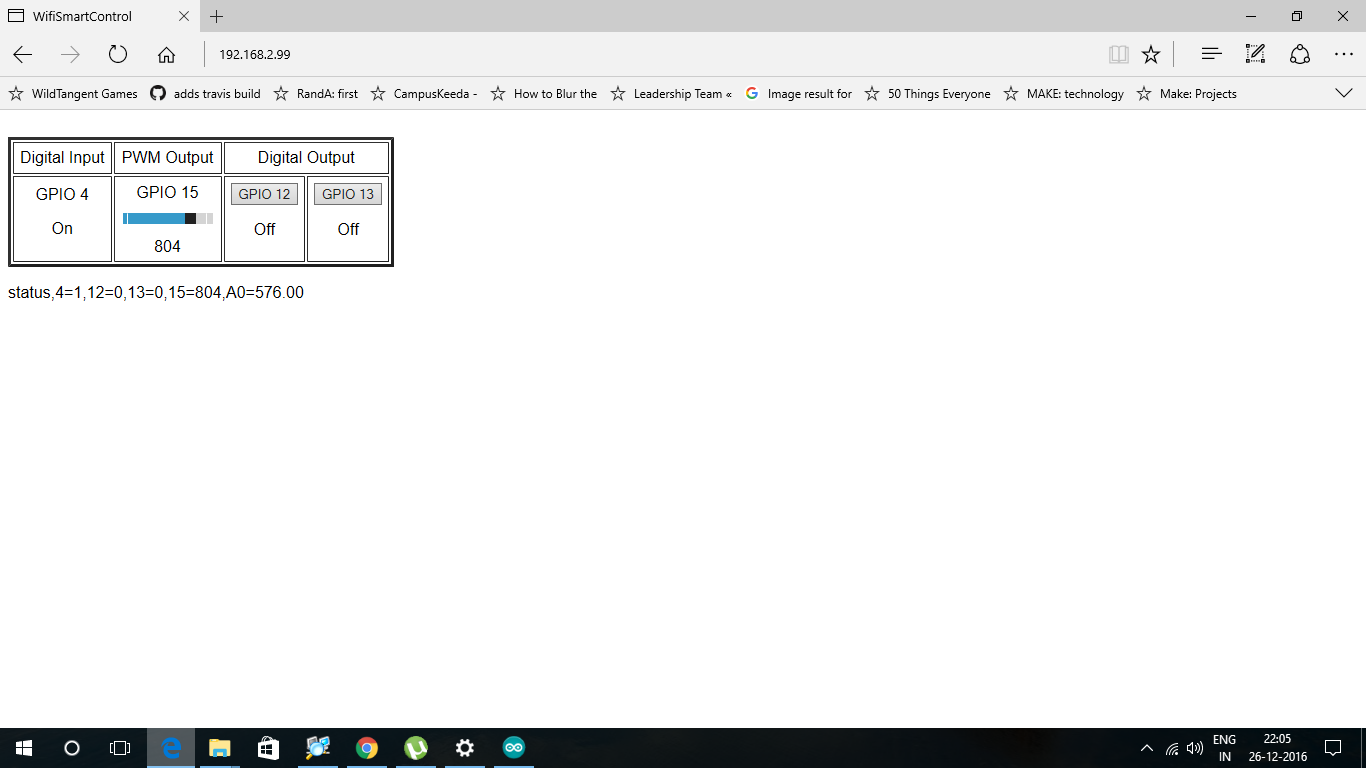 WifiSmartControl
192.168.2.99
WildTangent Games adds travis build RandA: first CampusKeeda - How to Blur the Leadership Team « Image result for 50 Things Everyone MAKE: technology Make: Projects
Digital Input PWM Output Digital Output
GPIO 4 GPIO 15 GPIO 12 GPIO 13
On Off Off
804
status,4=1,12=0,13=0,15=804,A0=576.00
ENG 22:05
IN 26-12-2016